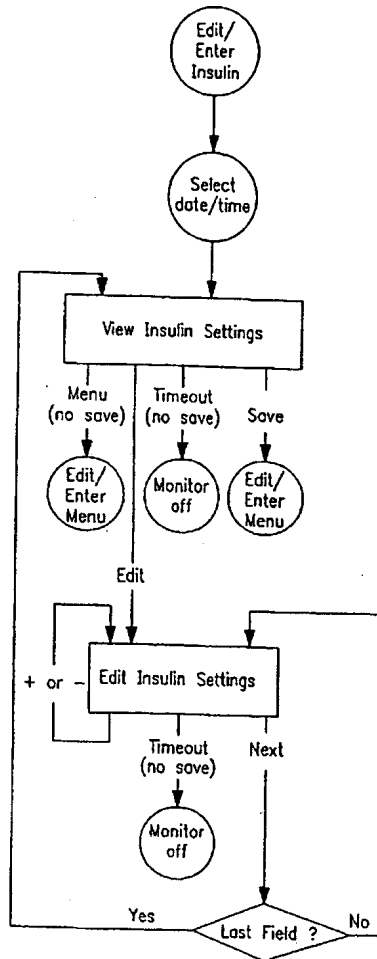 Edit/
Enter
Insulin
Select
date/time
View Insulin Settings
Menu
(no save)
Timeout
(no save)
Save
Edit/
Enter
Menu
Monitor
off
Edit/
Enter
Menu
Edit
+ or -
Edit Insulin Settings
Timeout
(no save)
Next
Monitor
off
Yes
Last Field ?
No